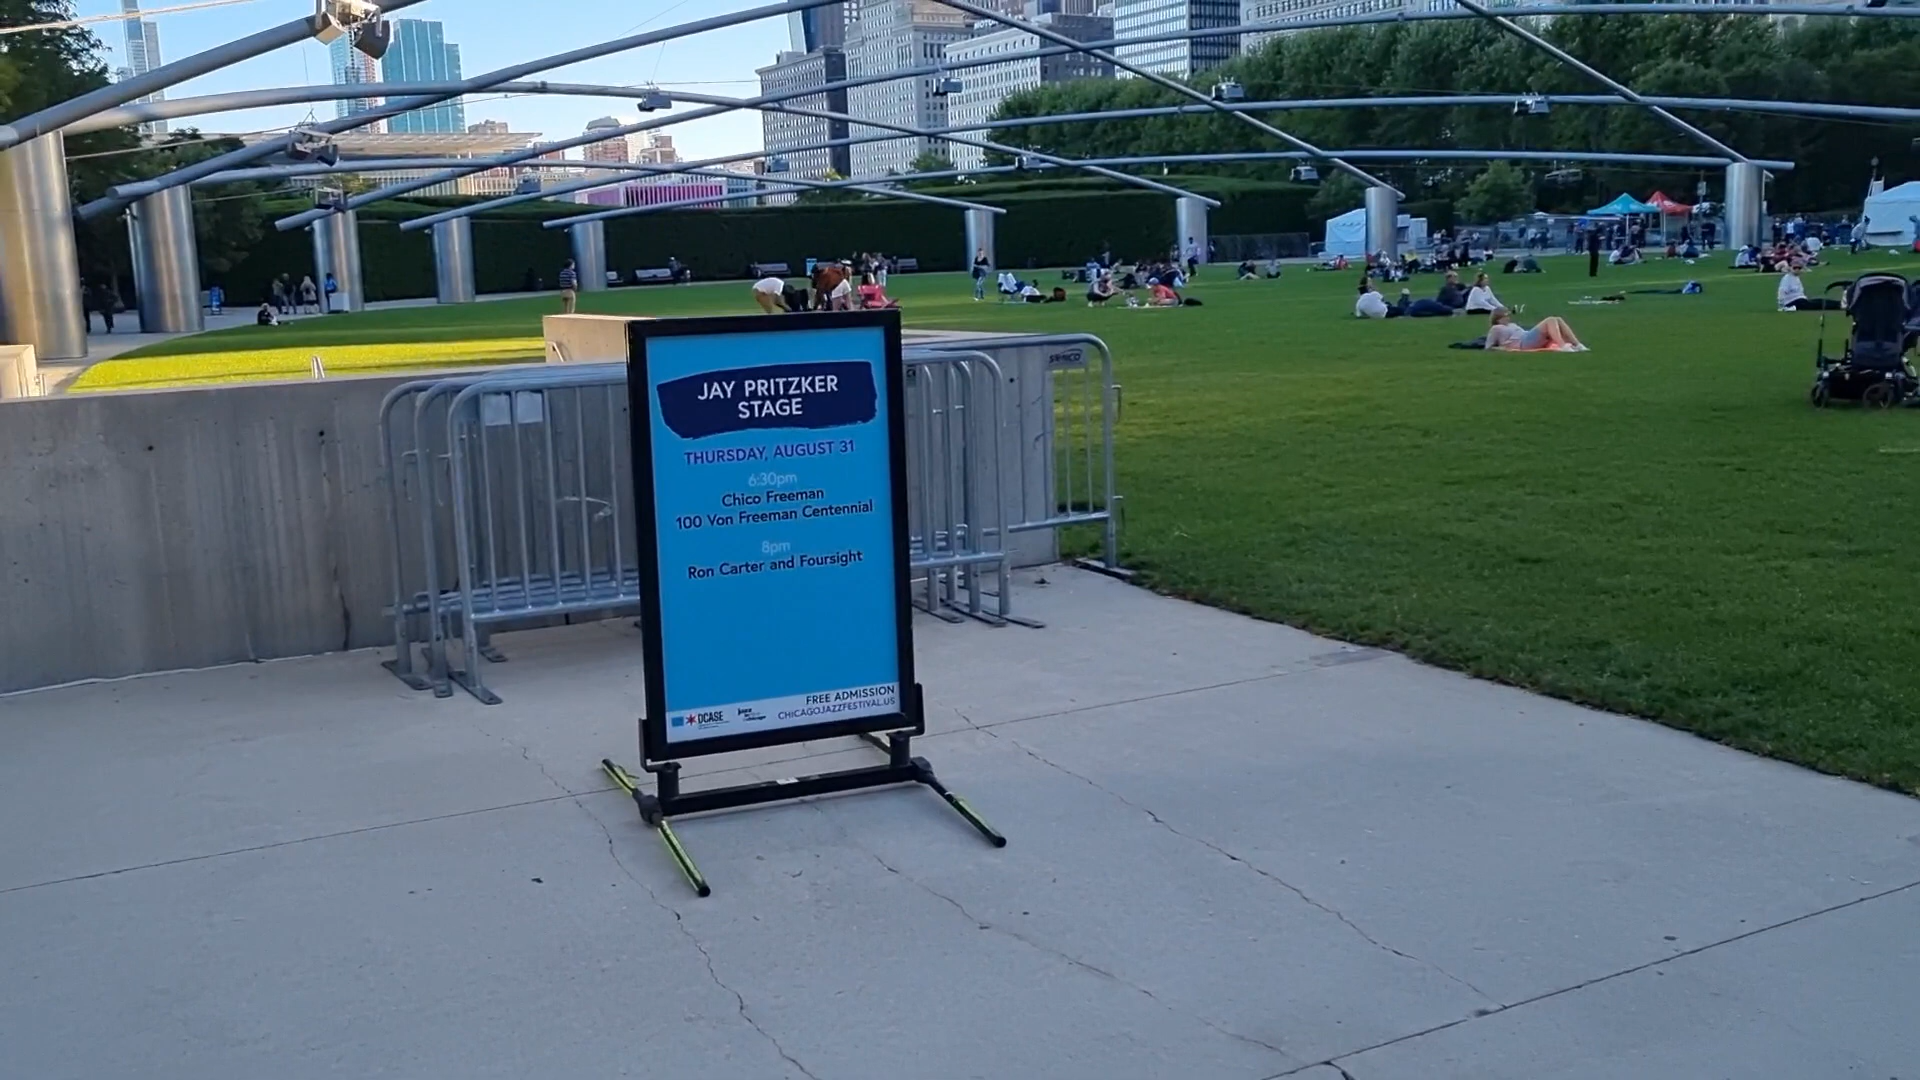 JAY PRITZKER
STAGE
THURSDAY, AUGUST 31
6:30pm
Chico Freeman
100 Von Freeman Centennial
8pm
Ron Carter and Foursight
FREE ADMISSION
CHICAGOJAZZFESTIVAL.US
DCASE